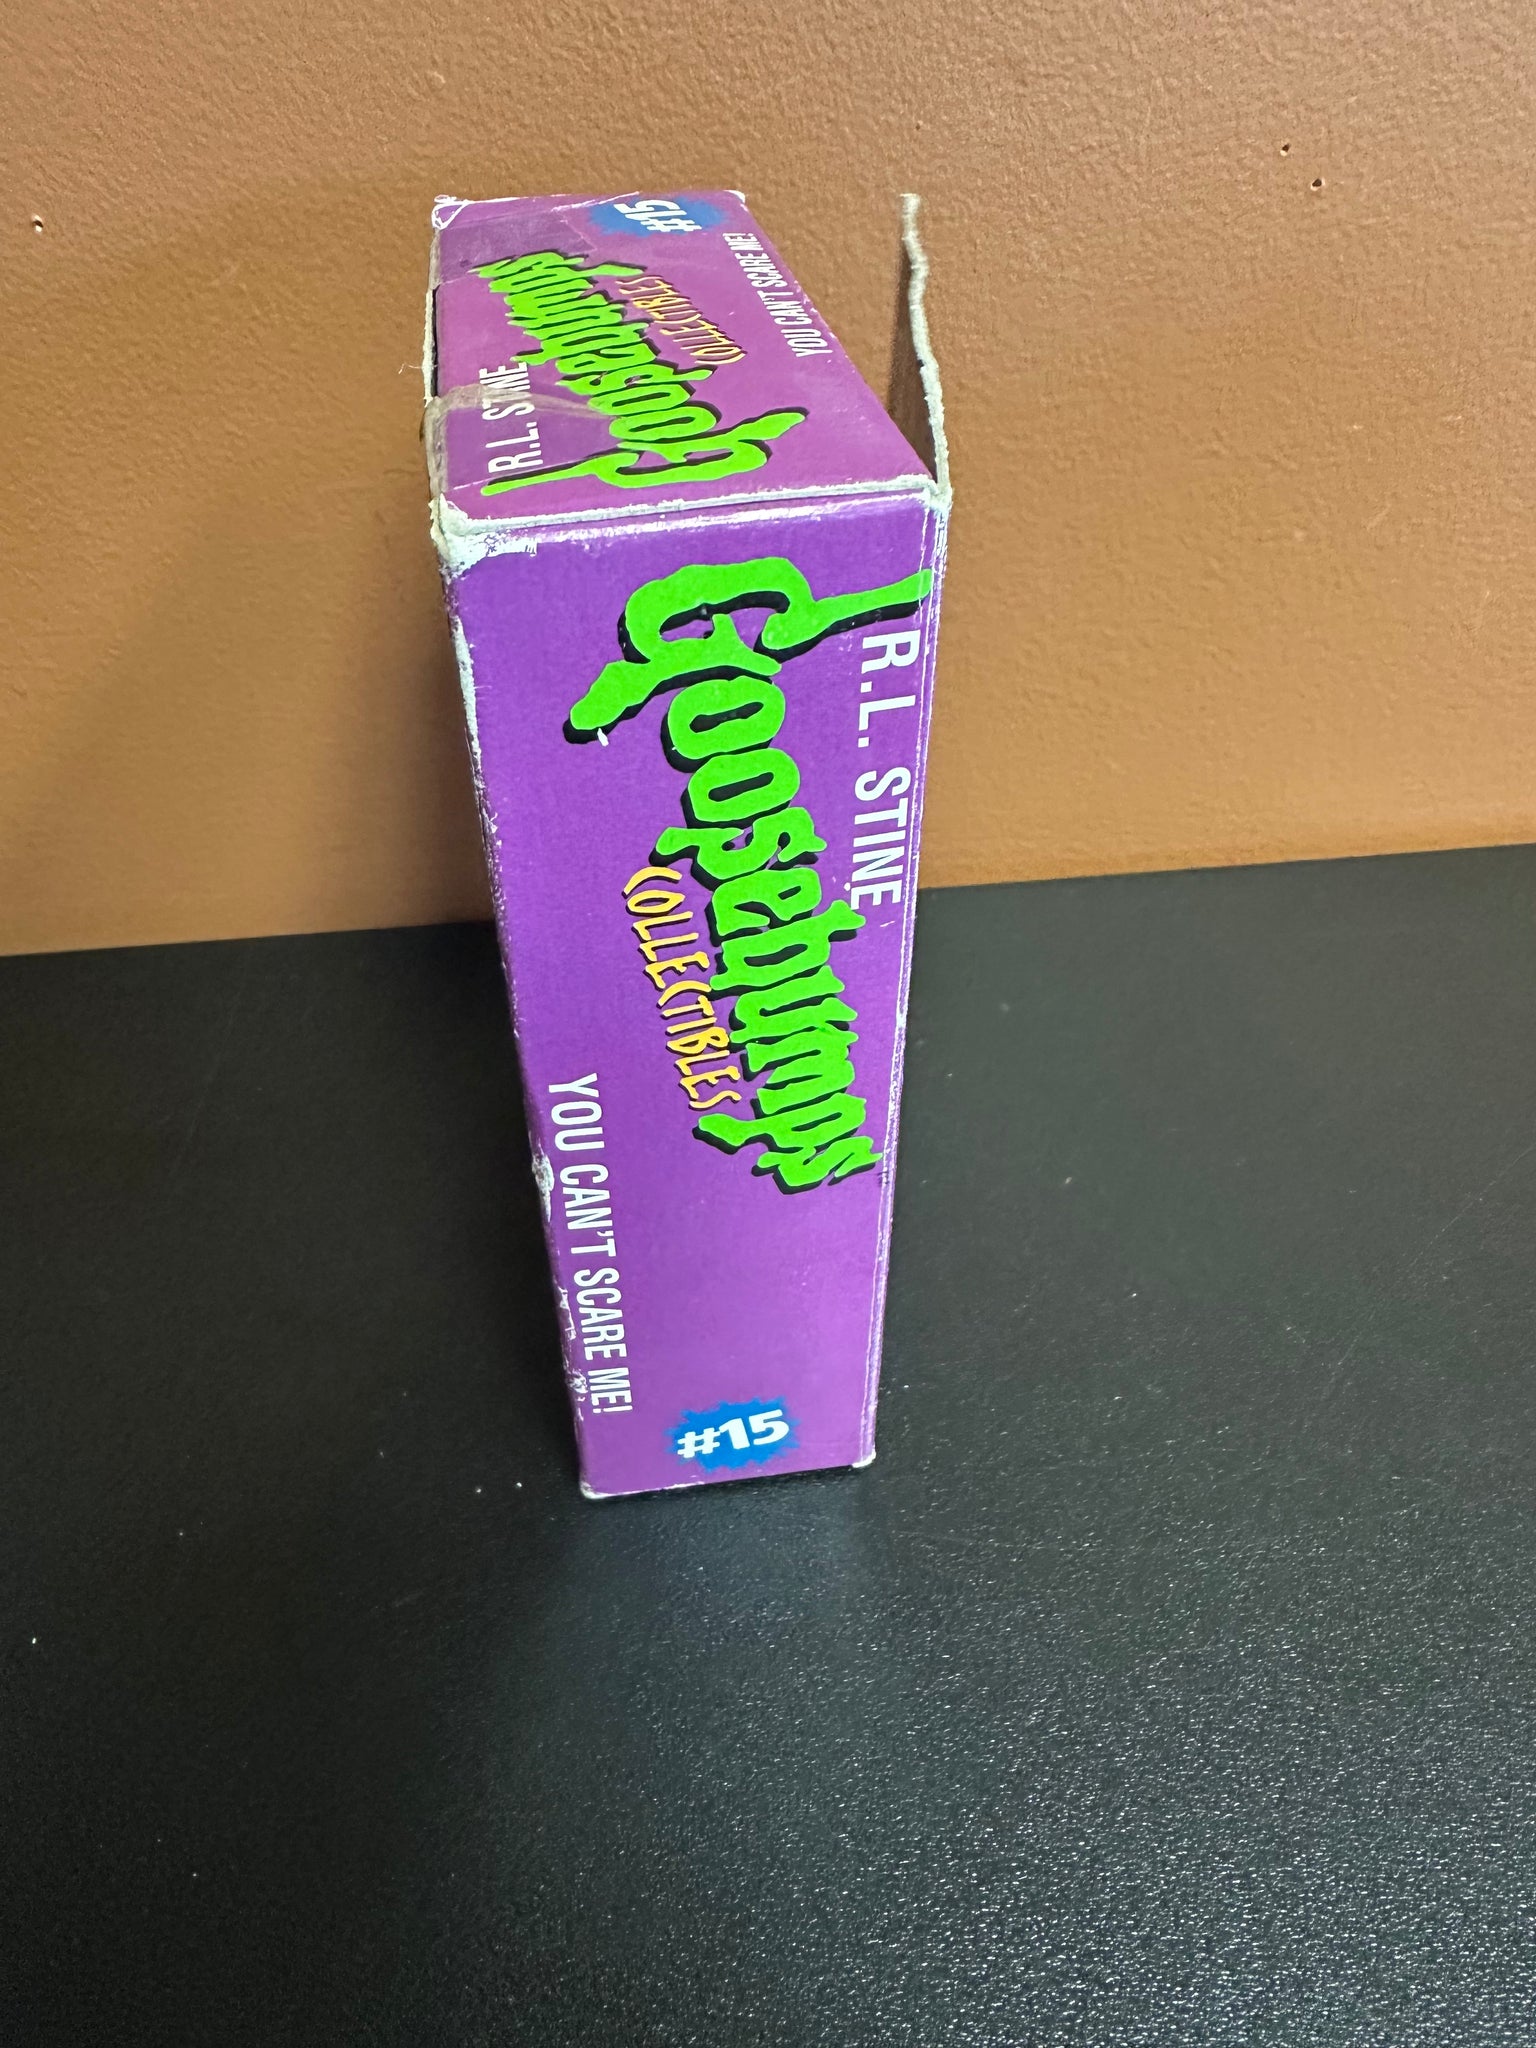 #15
YOU CAN'T SCARE ME!
Goosebumps
COLLECTIBLES
R.L. STINE
R.L. STINE
Goosebumps
COLLECTIBLES
YOU CAN'T SCARE ME!
#15